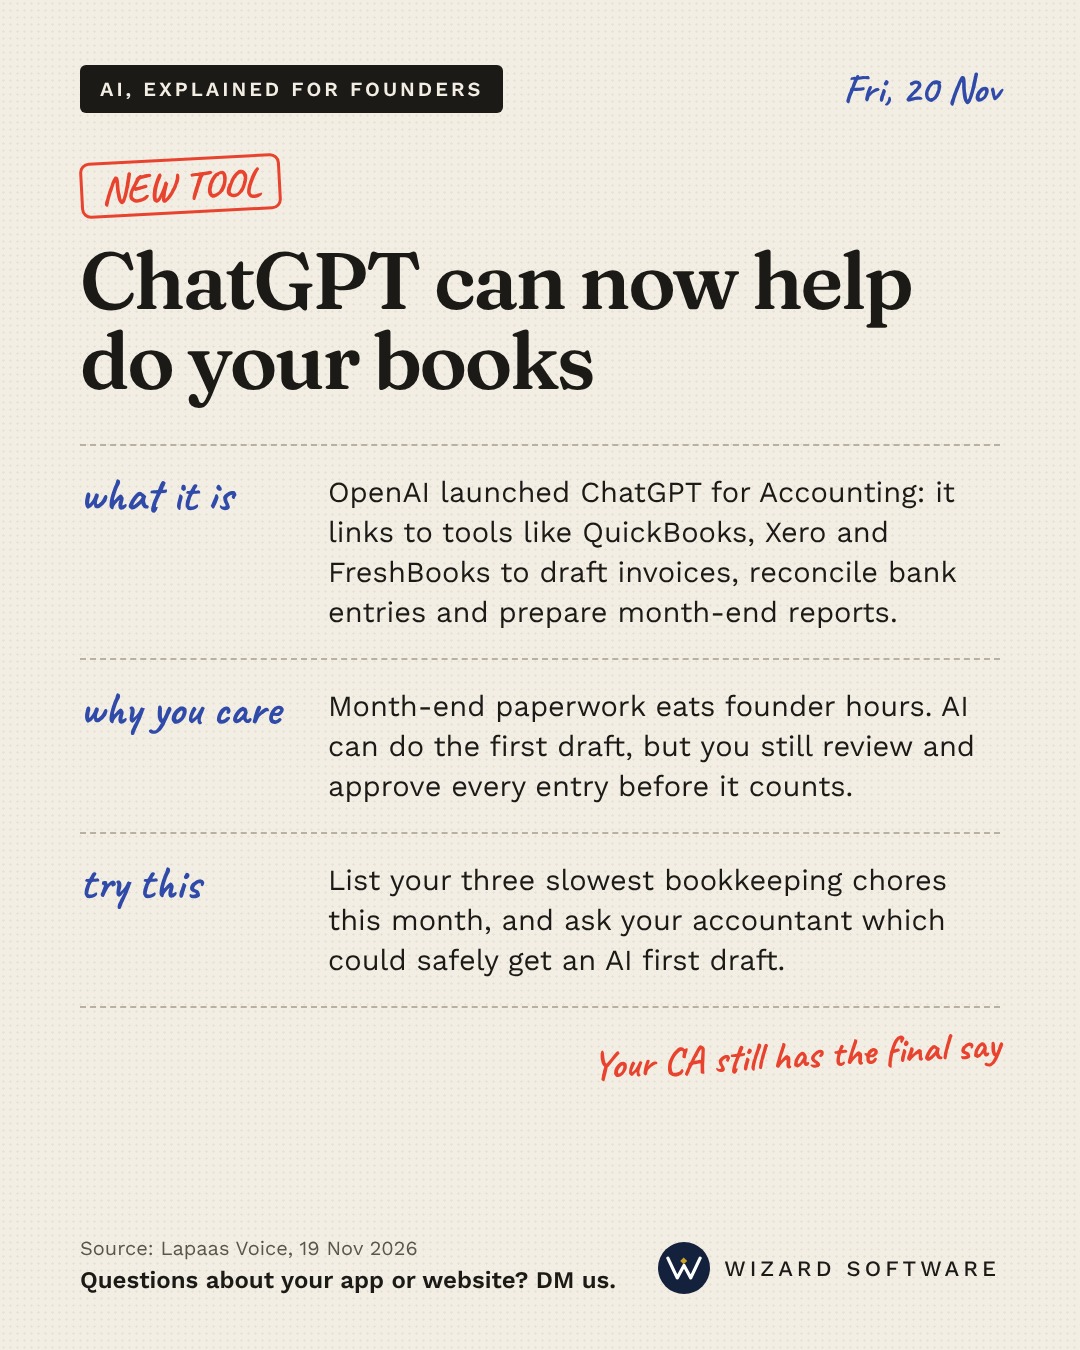 AI, EXPLAINED FOR FOUNDERS
Fri, 20 Nov
NEW TOOL
ChatGPT can now help
do your books
what it is
OpenAI launched ChatGPT for Accounting: it
links to tools like QuickBooks, Xero and
FreshBooks to draft invoices, reconcile bank
entries and prepare month-end reports.
why you care
Month-end paperwork eats founder hours. AI
can do the first draft, but you still review and
approve every entry before it counts.
try this
List your three slowest bookkeeping chores
this month, and ask your accountant which
could safely get an AI first draft.
Your CA still has the final say
Source: Lapaas Voice, 19 Nov 2026
Questions about your app or website? DM us.
W WIZARD SOFTWARE